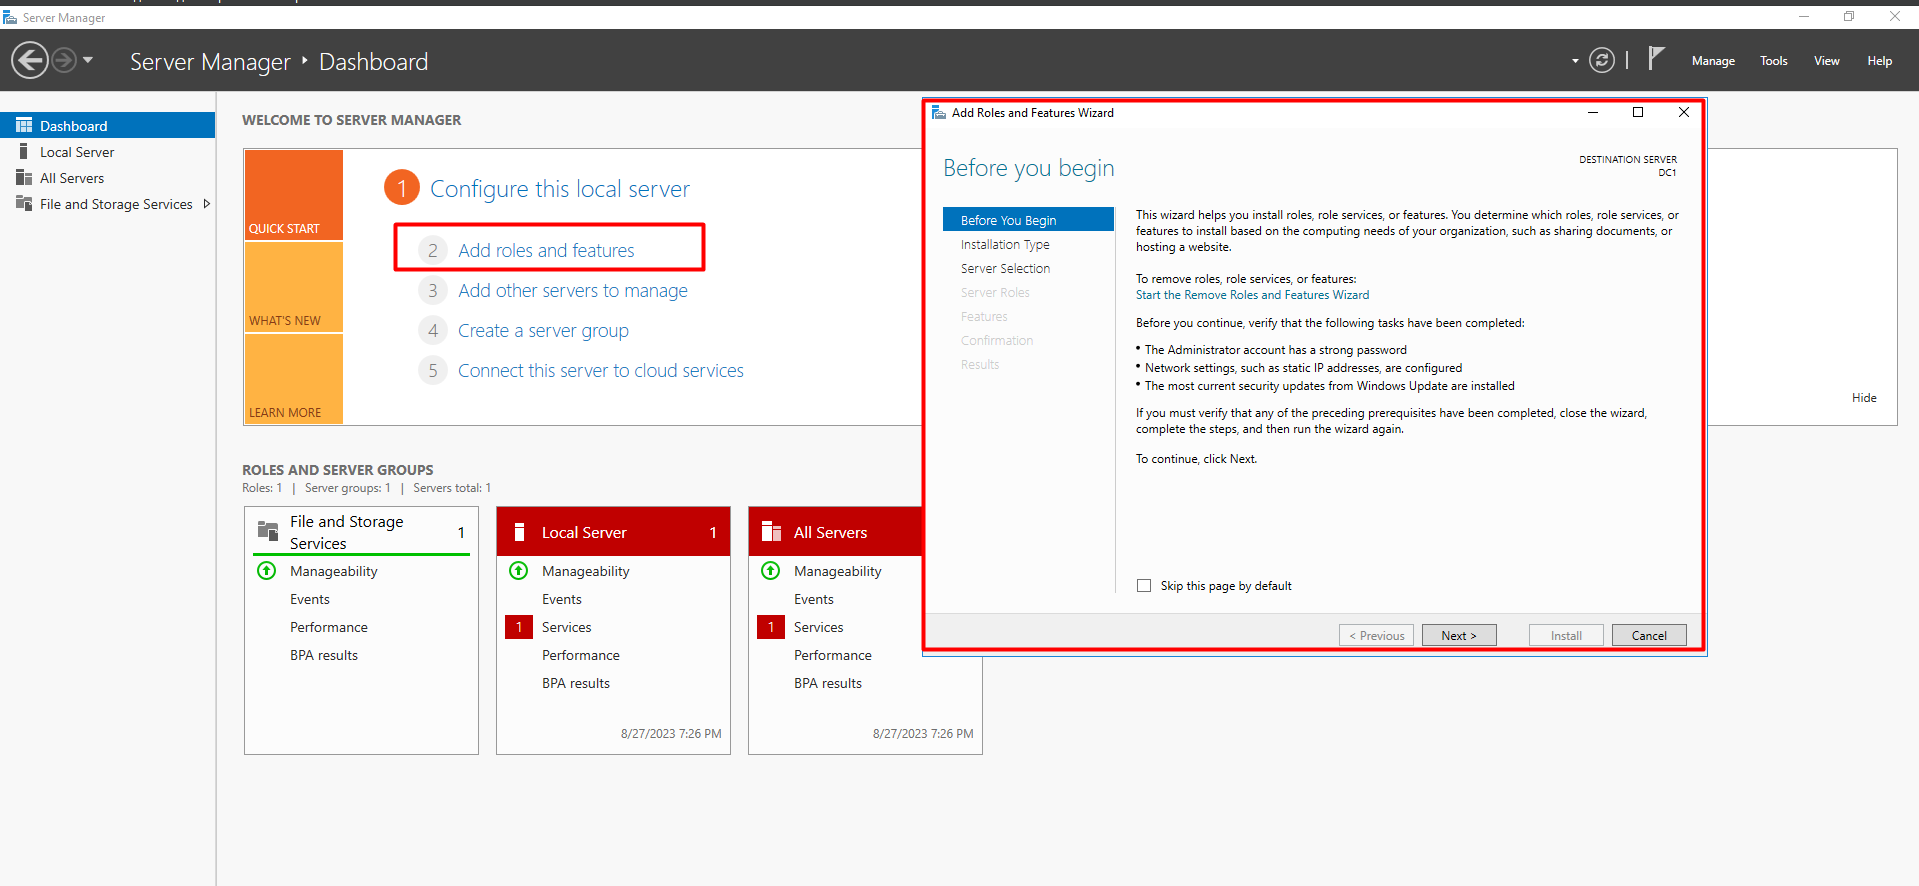 Server Manager
Server Manager ‣ Dashboard
Manage
Tools
View
Help
Dashboard
Local Server
All Servers
File and Storage Services
WELCOME TO SERVER MANAGER
QUICK START
WHAT'S NEW
LEARN MORE
1 Configure this local server
2 Add roles and features
3 Add other servers to manage
4 Create a server group
5 Connect this server to cloud services
Hide
ROLES AND SERVER GROUPS
Roles: 1 | Server groups: 1 | Servers total: 1
File and Storage
Services
1
Manageability
Events
Performance
BPA results
Local Server 1
Manageability
Events
1 Services
Performance
BPA results
8/27/2023 7:26 PM
All Servers
Manageability
Events
1 Services
Performance
BPA results
8/27/2023 7:26 PM
Add Roles and Features Wizard
Before you begin
DESTINATION SERVER
DC1
Before You Begin
Installation Type
Server Selection
Server Roles
Features
Confirmation
Results
This wizard helps you install roles, role services, or features. You determine which roles, role services, or
features to install based on the computing needs of your organization, such as sharing documents, or
hosting a website.
To remove roles, role services, or features:
Start the Remove Roles and Features Wizard
Before you continue, verify that the following tasks have been completed:
• The Administrator account has a strong password
• Network settings, such as static IP addresses, are configured
• The most current security updates from Windows Update are installed
If you must verify that any of the preceding prerequisites have been completed, close the wizard,
complete the steps, and then run the wizard again.
To continue, click Next.
Skip this page by default
< Previous
Next >
Install
Cancel